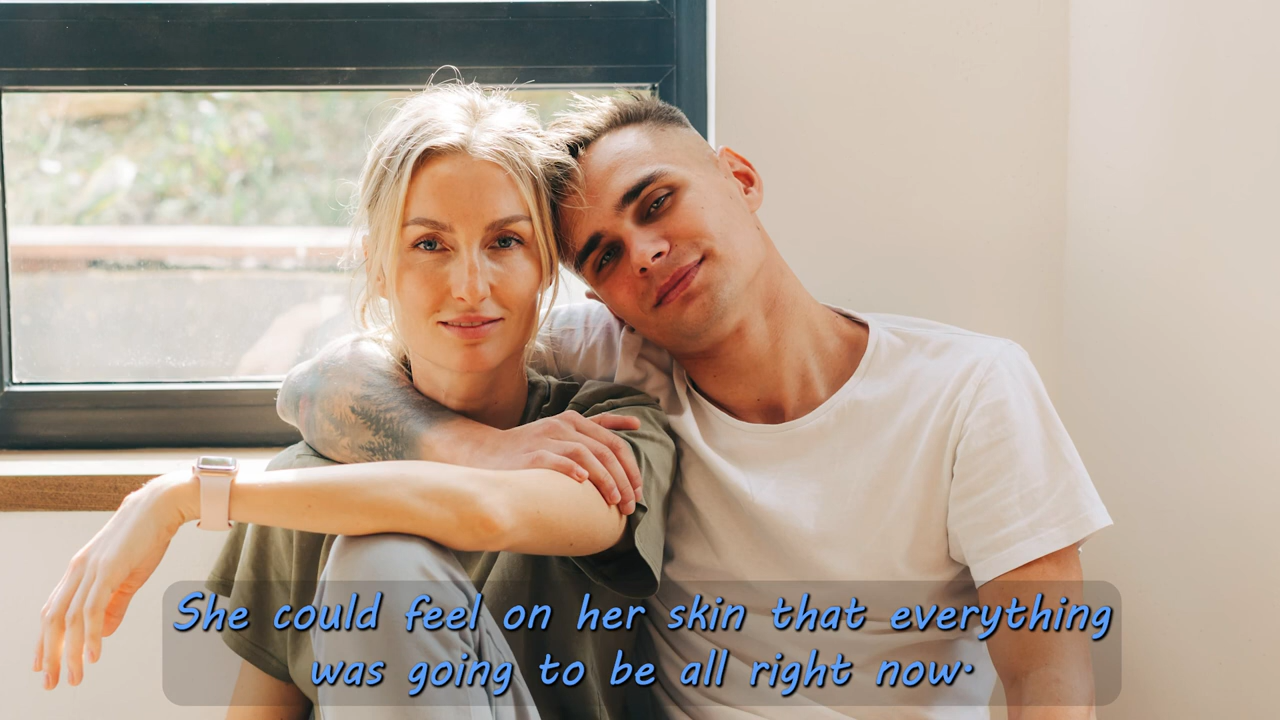 She could feel on her skin that everything
was going to be all right now.